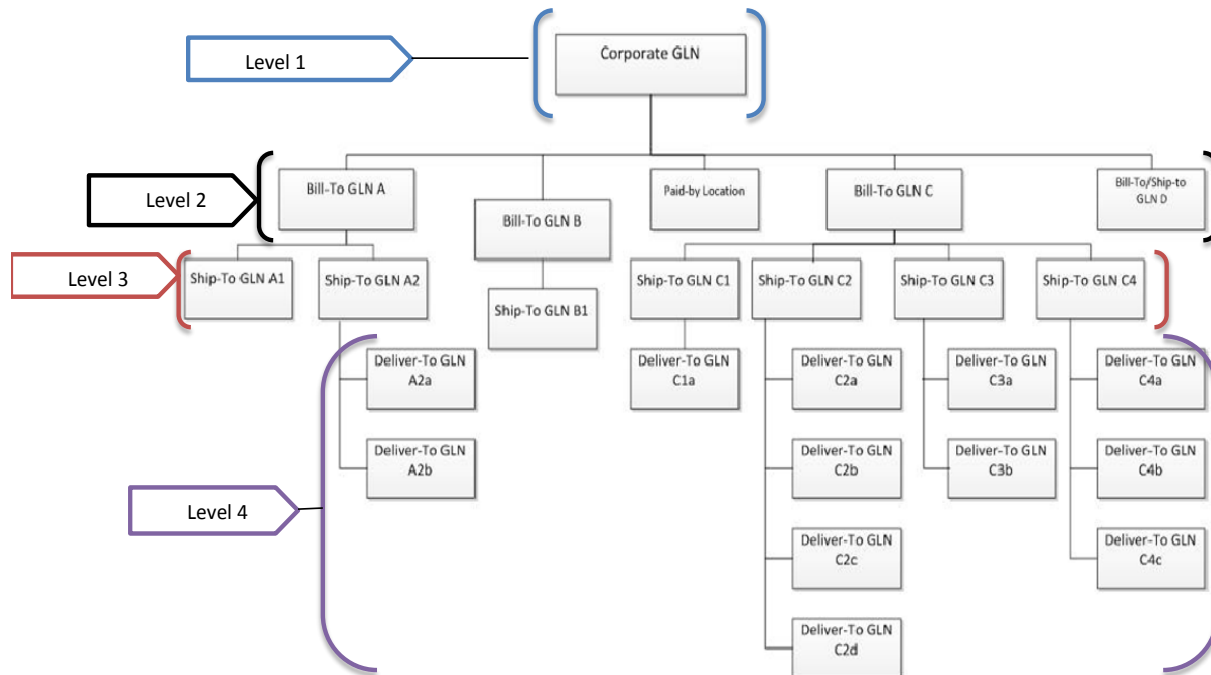 Level 1
Corporate GLN
Level 2
Bill-To GLN A
Bill-To GLN B
Paid-by Location
Bill-To GLN C
Bill-To/Ship-to
GLN D
Level 3
Ship-To GLN A1
Ship-To GLN A2
Ship-To GLN B1
Ship-To GLN C1
Ship-To GLN C2
Ship-To GLN C3
Ship-To GLN C4
Level 4
Deliver-To GLN
A2a
Deliver-To GLN
C1a
Deliver-To GLN
C2a
Deliver-To GLN
C3a
Deliver-To GLN
C4a
Deliver-To GLN
A2b
Deliver-To GLN
C2b
Deliver-To GLN
C3b
Deliver-To GLN
C4b
Deliver-To GLN
C2c
Deliver-To GLN
C4c
Deliver-To GLN
C2d